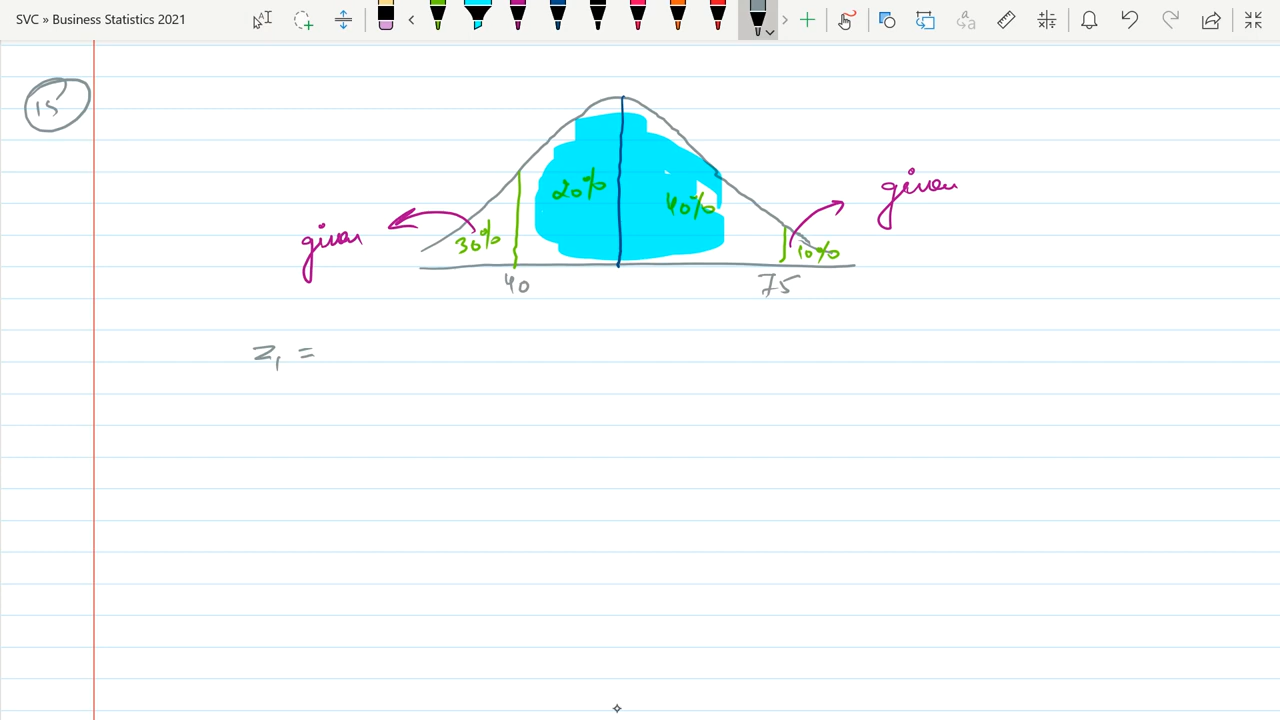 SVC » Business Statistics 2021
15
given
20%
40%
given
30%
10%
40
75
z₁ =